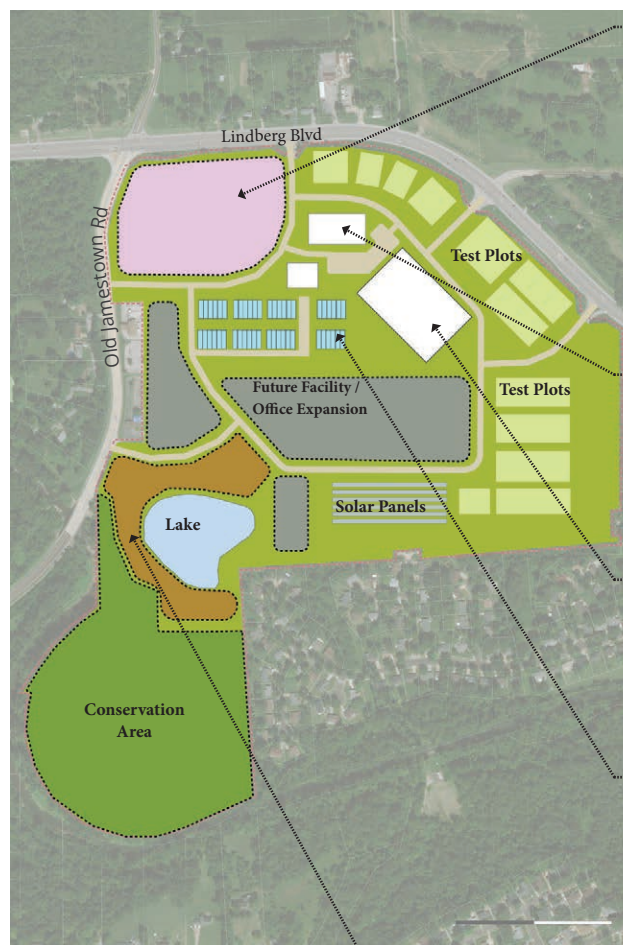 Lindberg Blvd
Old Jamestown Rd
Test Plots
Future Facility /
Office Expansion
Test Plots
Solar Panels
Lake
Conservation
Area